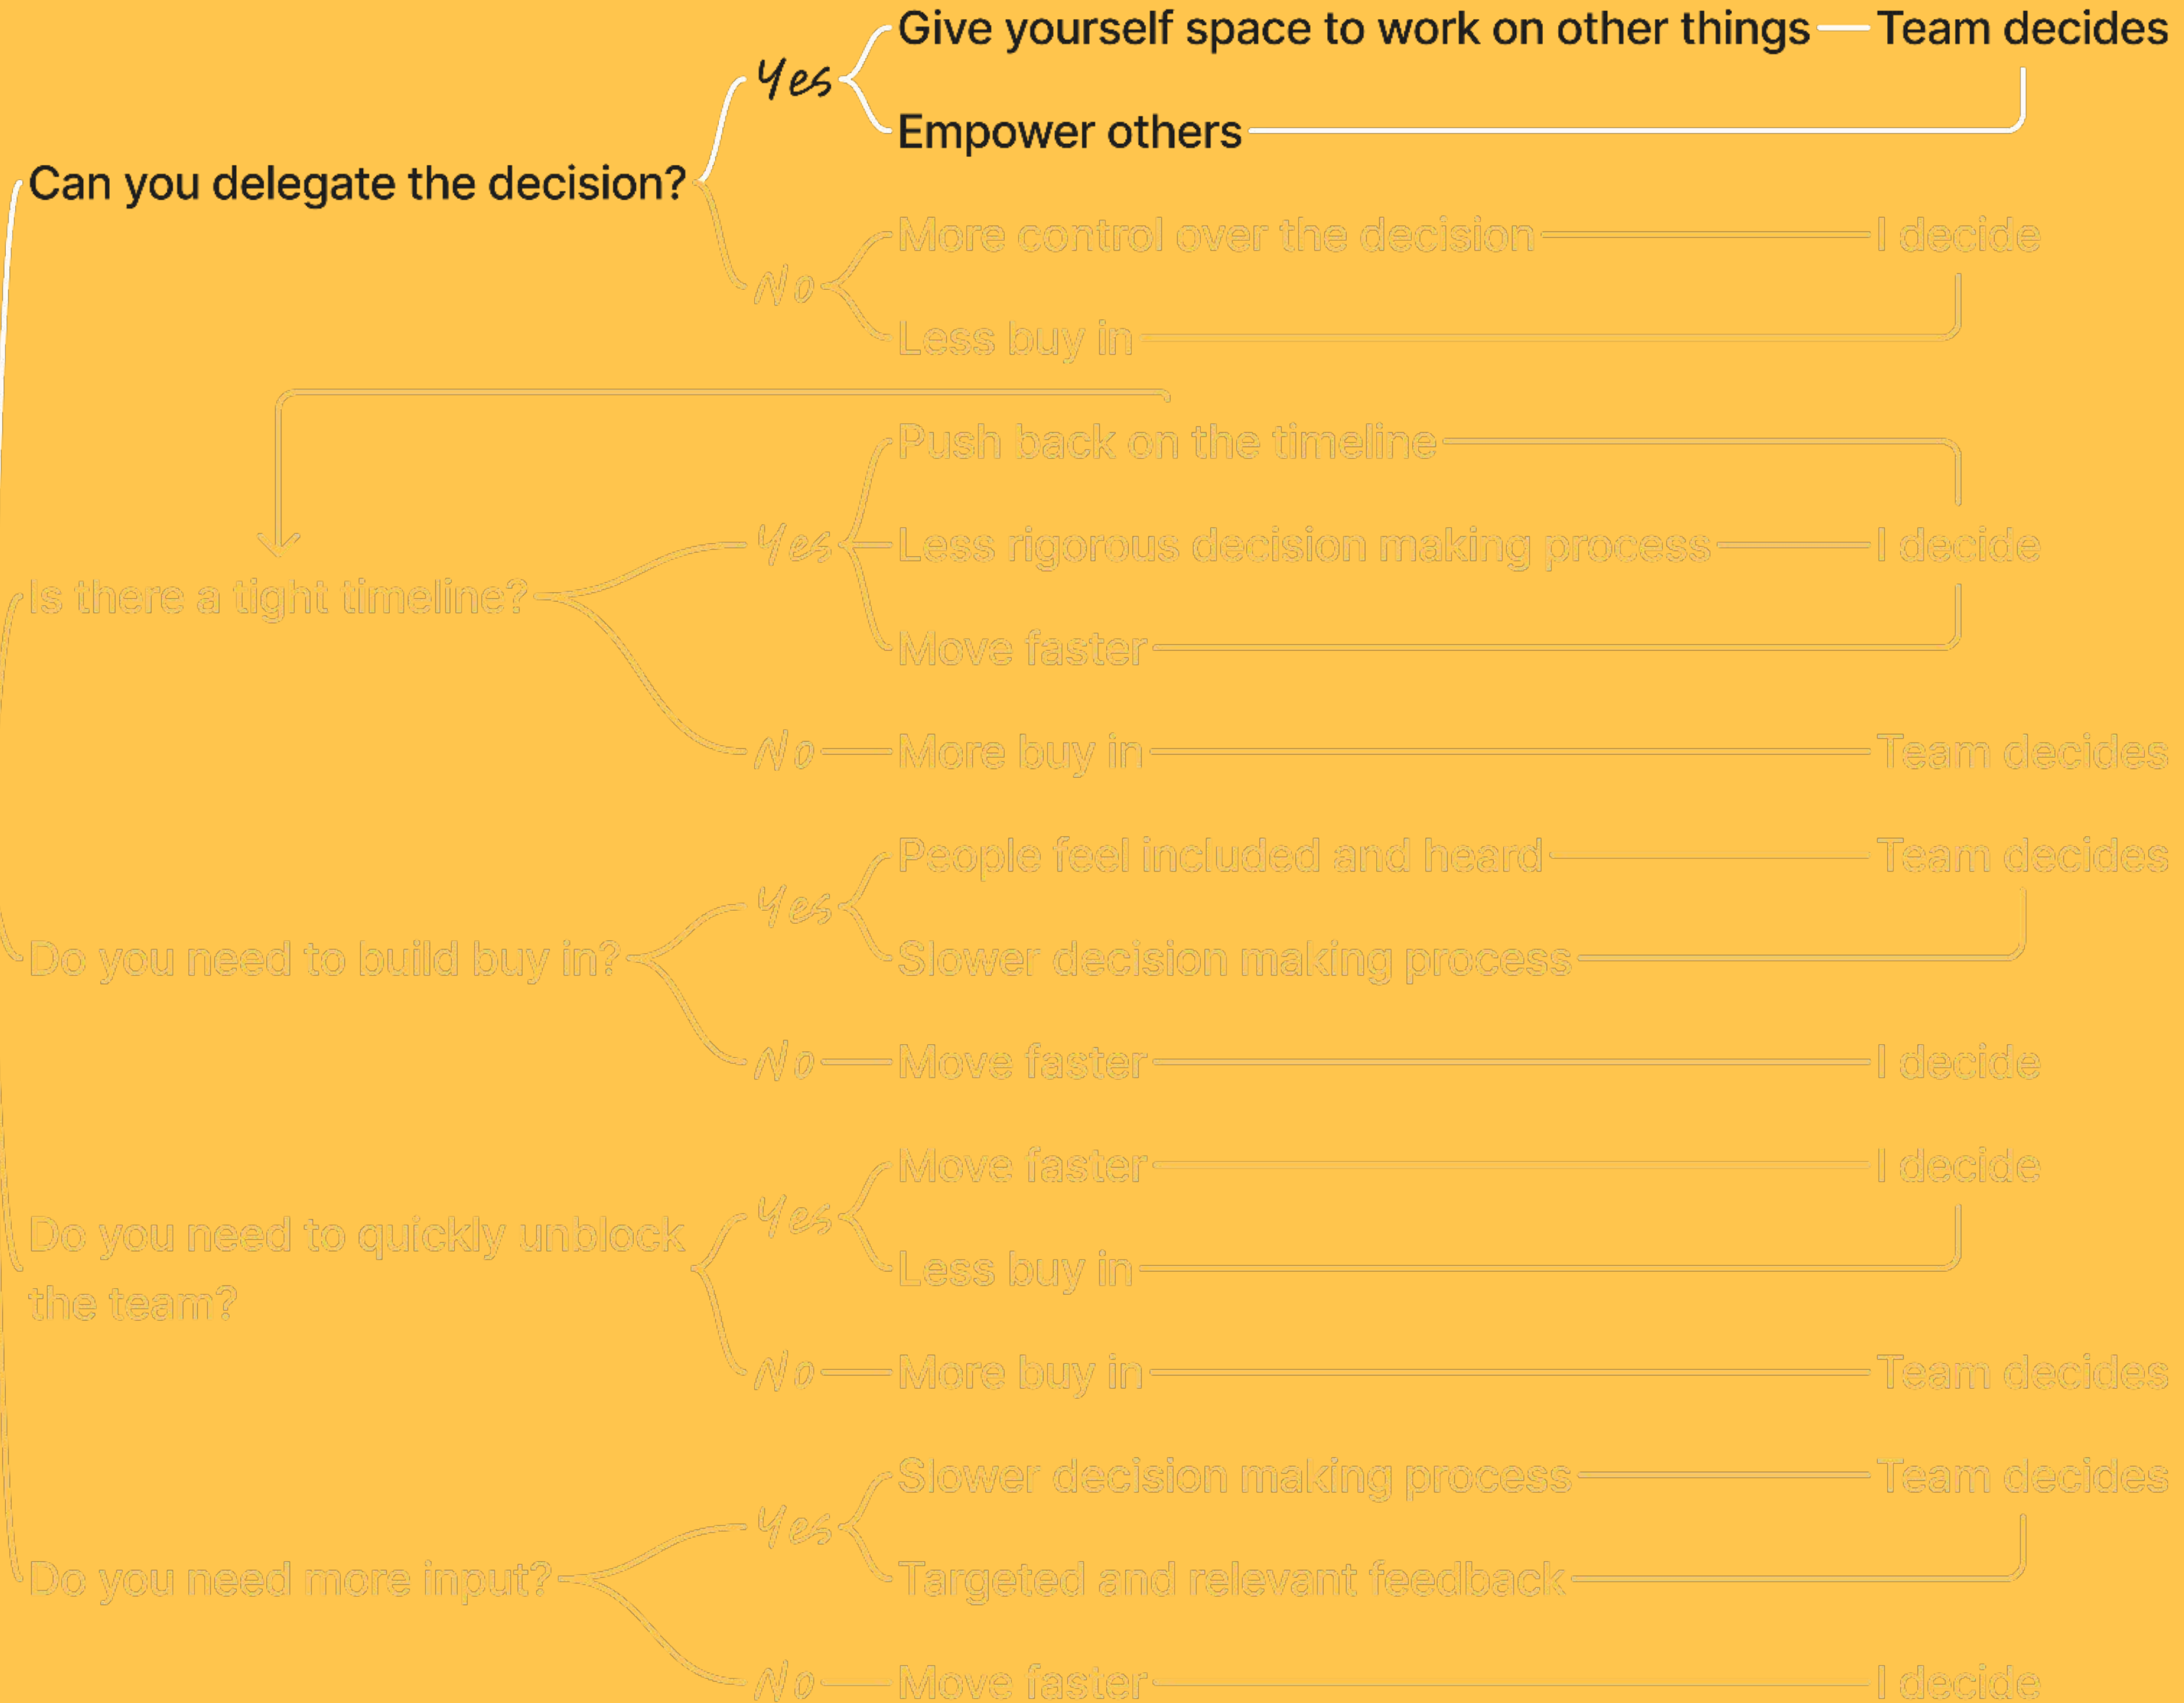 Give yourself space to work on other things
Team decides
Yes
Empower others
Can you delegate the decision?
More control over the decision
I decide
No
Less buy in
Push back on the timeline
Yes
Less rigorous decision making process
I decide
Is there a tight timeline?
Move faster
No
More buy in
Team decides
People feel included and heard
Team decides
Yes
Do you need to build buy in?
Slower decision making process
No
Move faster
I decide
Move faster
I decide
Yes
Do you need to quickly unblock
the team?
Less buy in
No
More buy in
Team decides
Slower decision making process
Team decides
Yes
Do you need more input?
Targeted and relevant feedback
No
Move faster
I decide